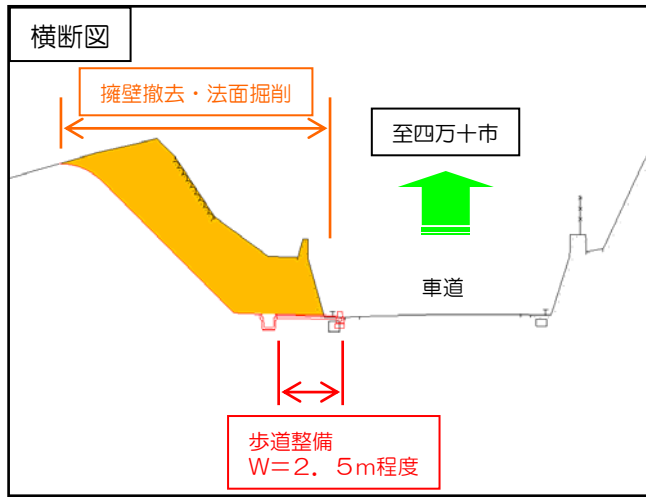 横断図
擁壁撤去・法面掘削
至四万十市
車道
歩道整備
W=2.5m程度